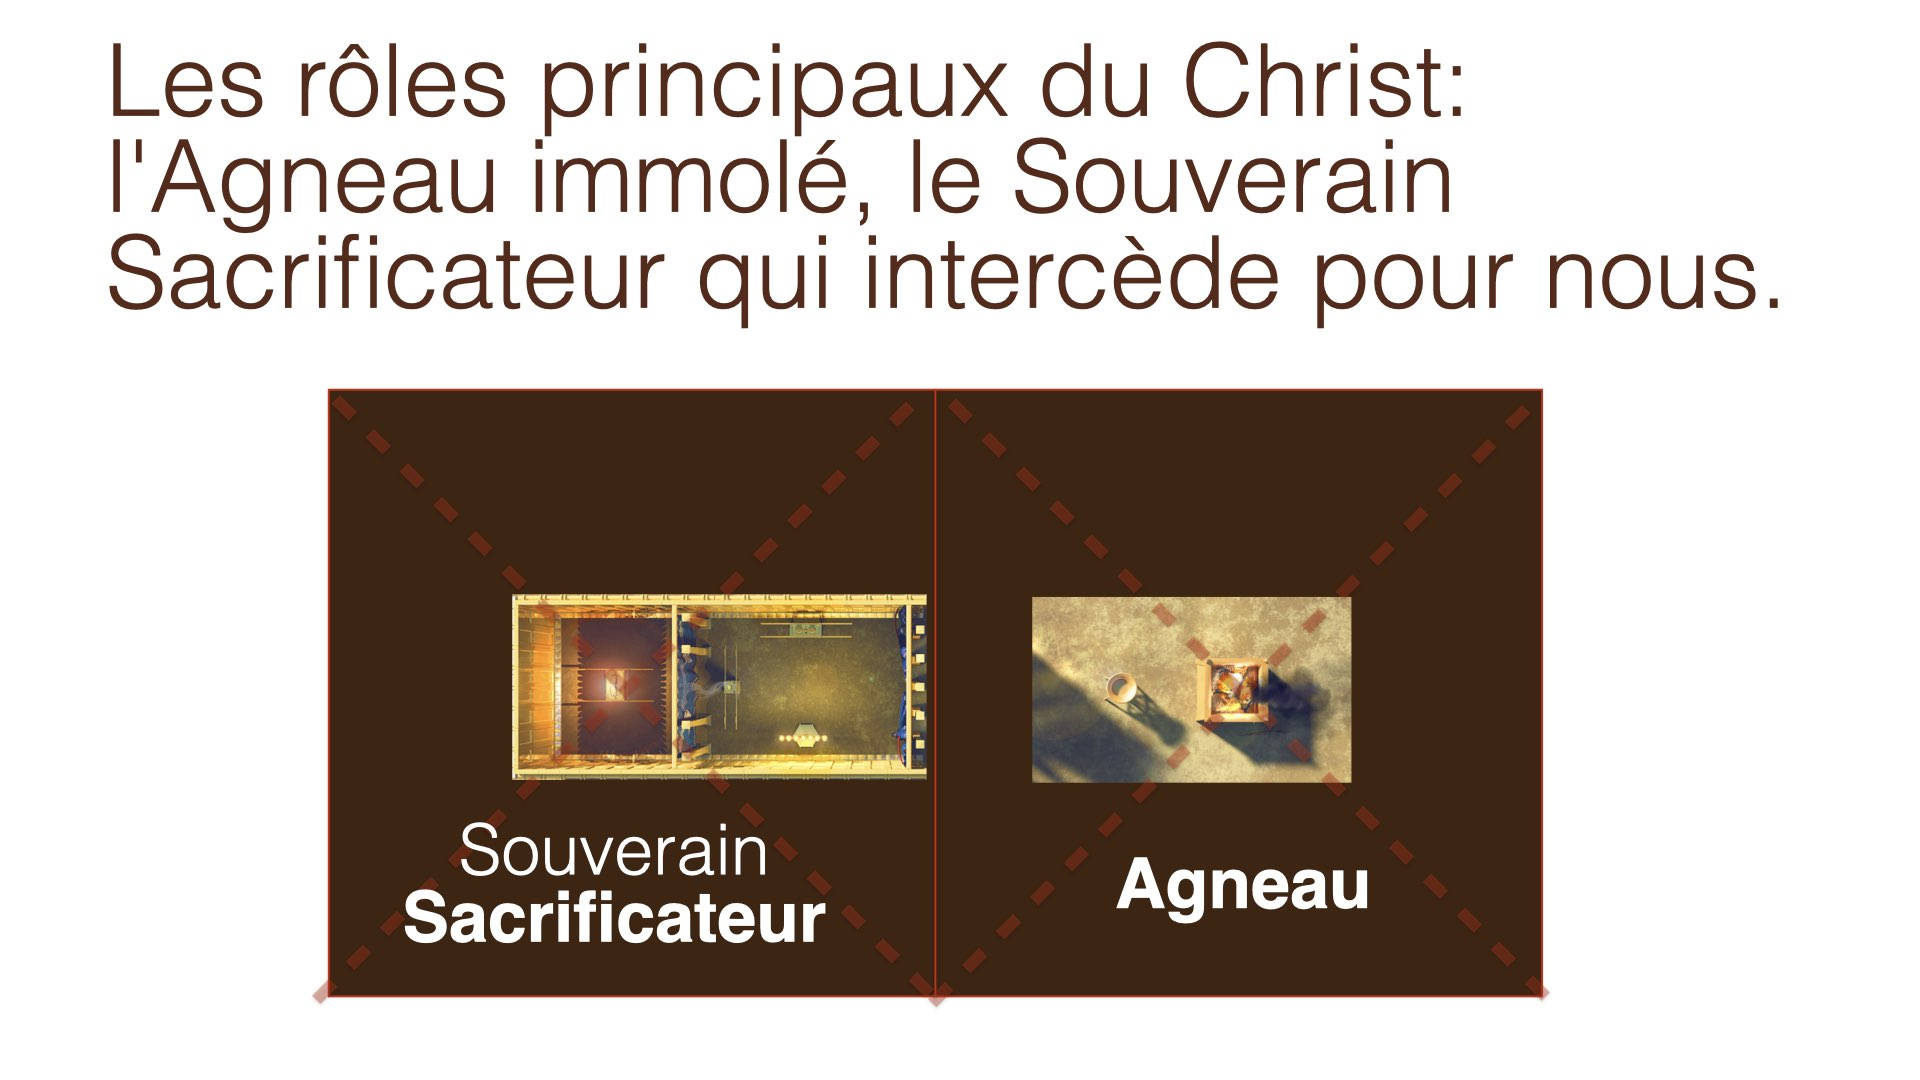 Les rôles principaux du Christ:
l'Agneau immolé, le Souverain
Sacrificateur qui intercède pour nous.
Souverain
Sacrificateur
Agneau